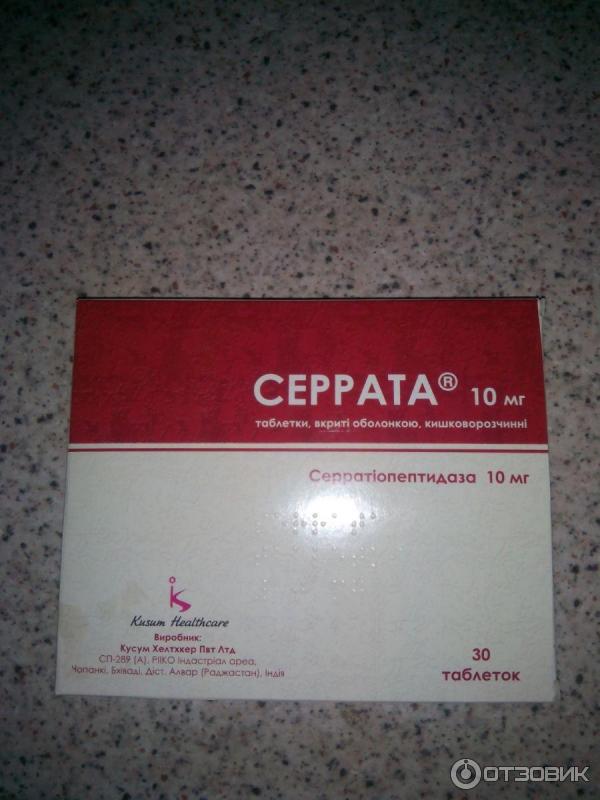 СЕРРАТА® 10 мг
таблетки, вкриті оболонкою, кишковорозчинні
Серратіопептидаза 10 мг
Kusum Healthcare
Виробник:
Кусум Хелтхкер Пвт Лтд
СП-289 (А), РІІКО Індастріал ареа,
Чопанкі, Бхіваді, Діст. Алвар (Раджастан), Індія
30
таблеток
ОТЗОВИК